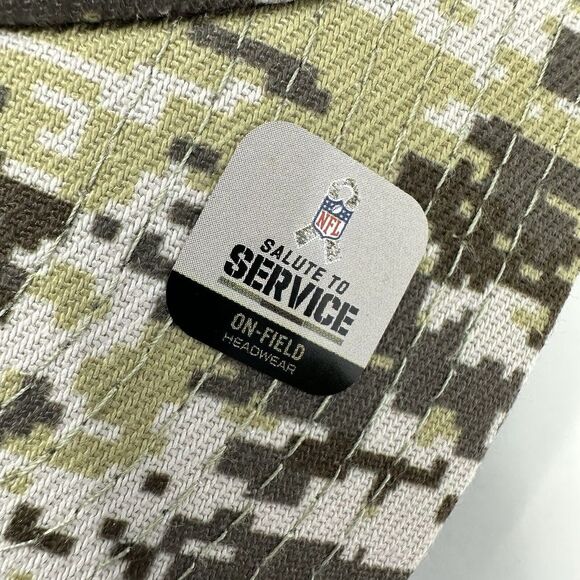 NFL
SALUTE TO
SERVICE
ON-FIELD
HEADWEAR